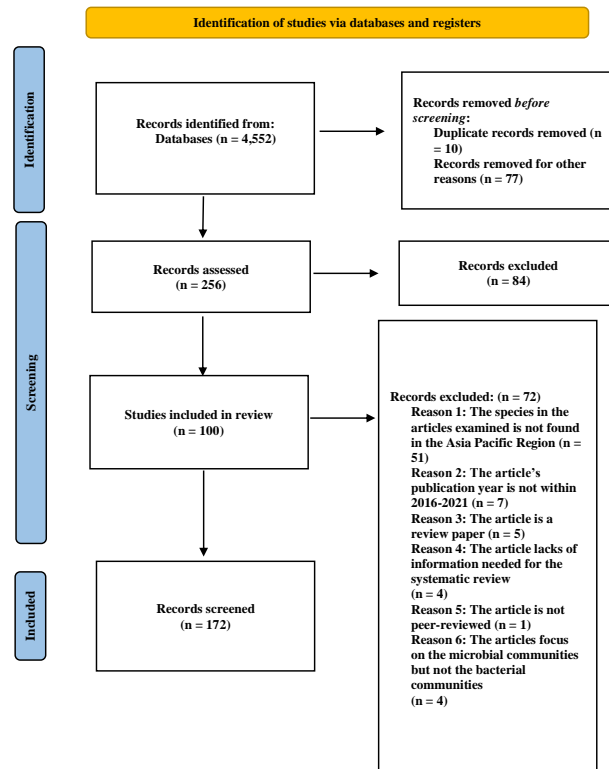 Identification of studies via databases and registers
Identification
Records identified from:
Databases (n = 4,552)
Records removed before
screening:
Duplicate records removed (n
= 10)
Records removed for other
reasons (n = 77)
Screening
Records assessed
(n = 256)
Records excluded
(n = 84)
Studies included in review
(n = 100)
Records excluded: (n = 72)
Reason 1: The species in the
articles examined is not found
in the Asia Pacific Region (n =
51)
Reason 2: The article's
publication year is not within
2016-2021 (n = 7)
Reason 3: The article is a
review paper (n = 5)
Reason 4: The article lacks of
information needed for the
systematic review
(n = 4)
Reason 5: The article is not
peer-reviewed (n = 1)
Reason 6: The articles focus
on the microbial communities
but not the bacterial
communities
(n = 4)
Included
Records screened
(n = 172)